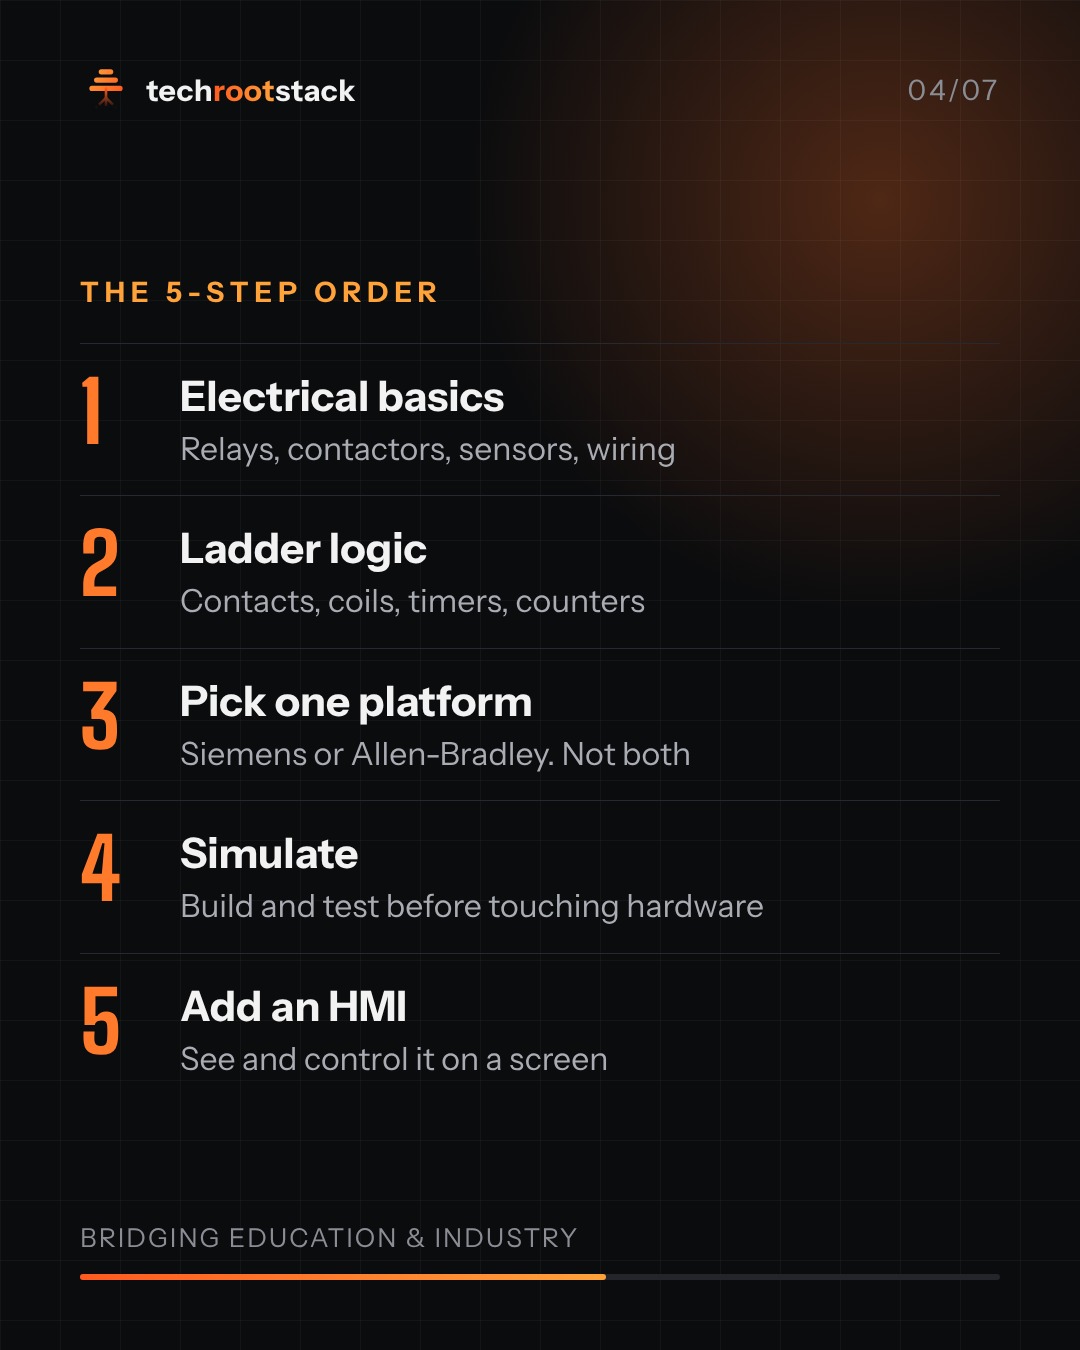 techrootstack
04/07
THE 5-STEP ORDER
1
Electrical basics
Relays, contactors, sensors, wiring
2
Ladder logic
Contacts, coils, timers, counters
3
Pick one platform
Siemens or Allen-Bradley. Not both
4
Simulate
Build and test before touching hardware
5
Add an HMI
See and control it on a screen
BRIDGING EDUCATION & INDUSTRY